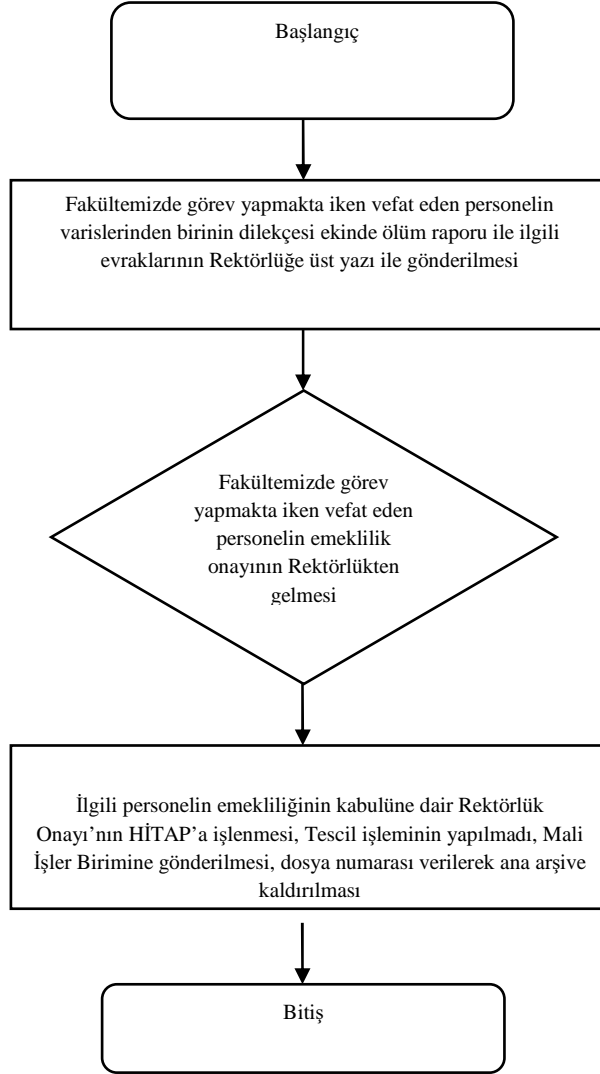 Başlangıç
Fakültemizde görev yapmakta iken vefat eden personelin
varislerinden birinin dilekçesi ekinde ölüm raporu ile ilgili
evraklarının Rektörlüğe üst yazı ile gönderilmesi
Fakültemizde görev
yapmakta iken vefat eden
personelin emeklilik
onayının Rektörlükten
gelmesi
İlgili personelin emekliliğinin kabulüne dair Rektörlük
Onayı’nın HİTAP’a işlenmesi, Tescil işleminin yapılmadı, Mali
İşler Birimine gönderilmesi, dosya numarası verilerek ana arşive
kaldırılması
Bitiş